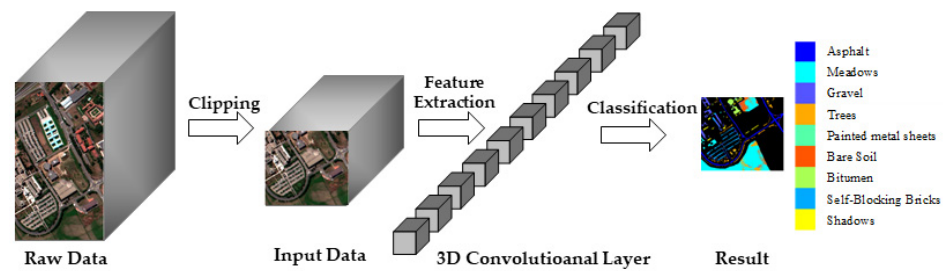 Clipping
Feature
Extraction
Classification
Raw Data
Input Data
3D Convolutioanl Layer
Result
Asphalt
Meadows
Gravel
Trees
Painted metal sheets
Bare Soil
Bitumen
Self-Blocking Bricks
Shadows